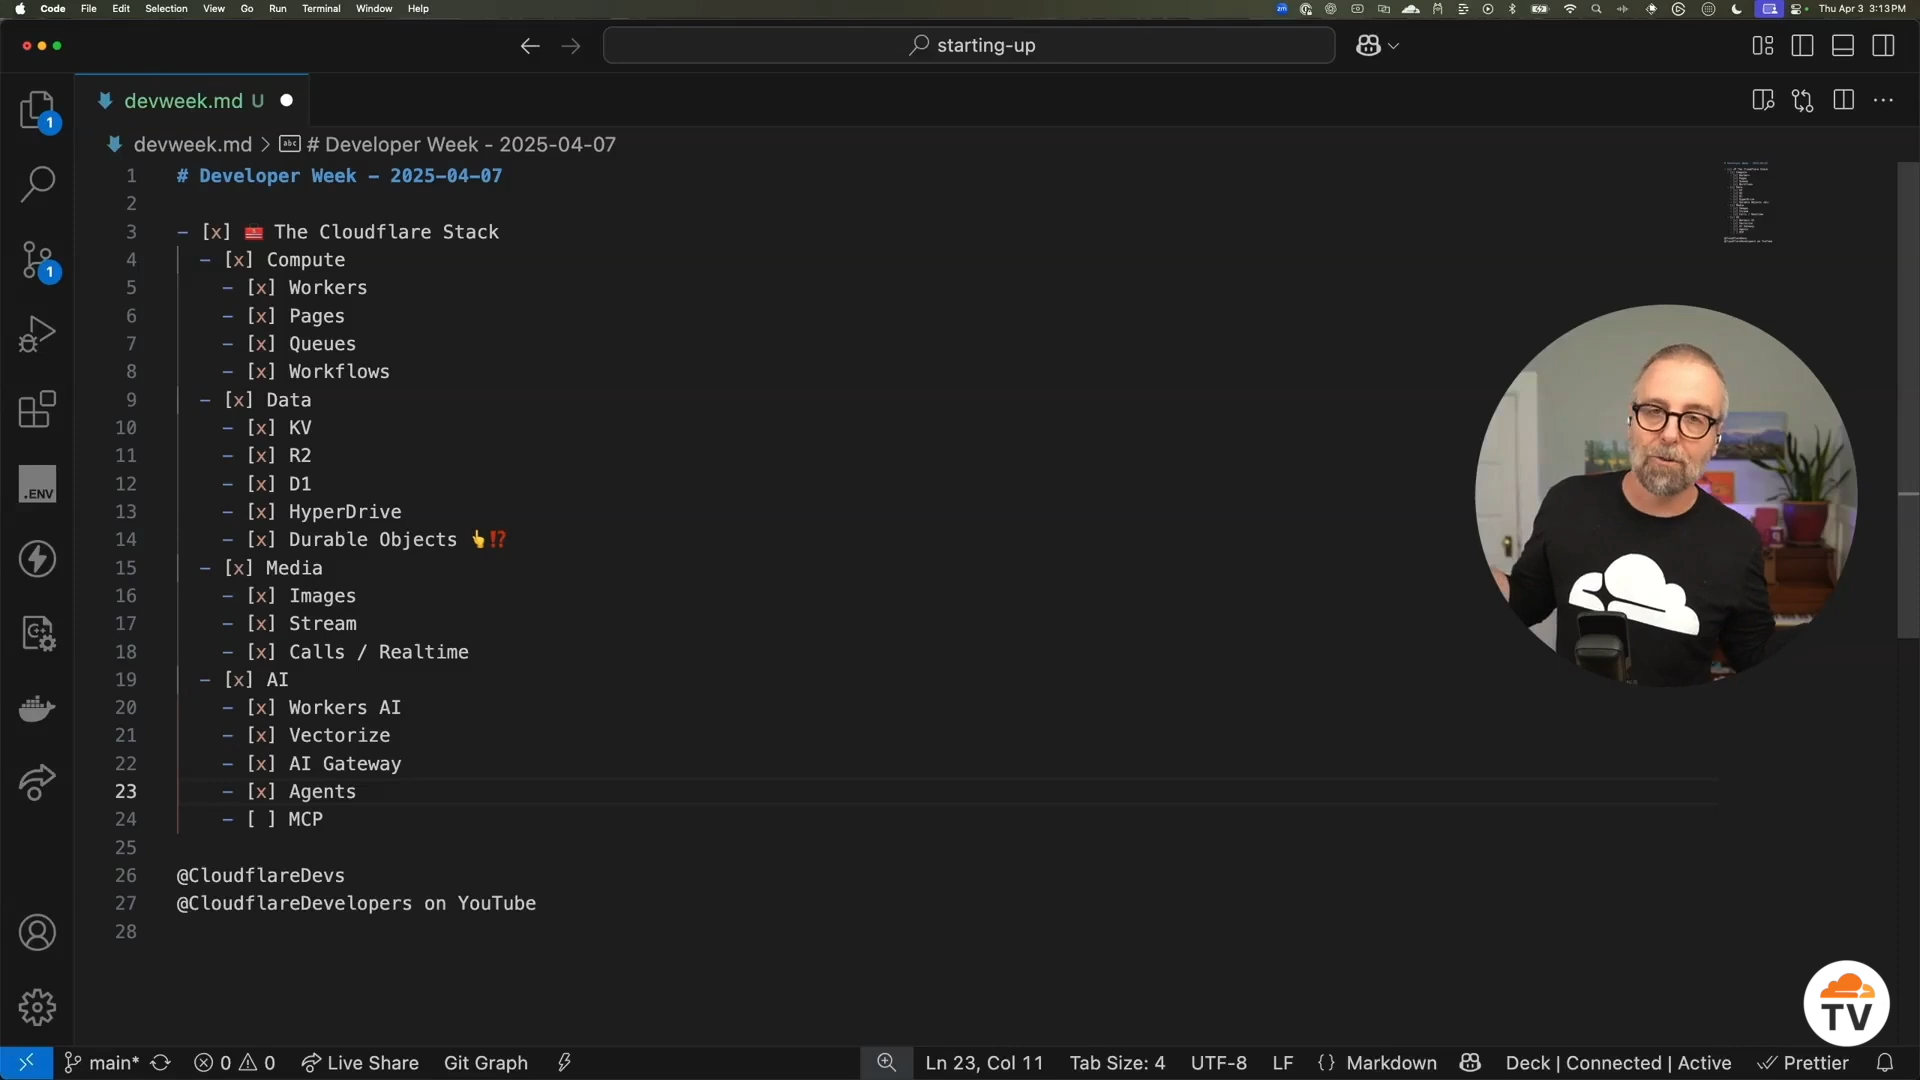 Code File Edit Selection View Go Run Terminal Window Help
Thu Apr 3 3:13 PM
starting-up
devweek.md U
devweek.md > # Developer Week - 2025-04-07
1 # Developer Week - 2025-04-07
2
3 - [x] 🧰 The Cloudflare Stack
4 - [x] Compute
5 - [x] Workers
6 - [x] Pages
7 - [x] Queues
8 - [x] Workflows
9 - [x] Data
10 - [x] KV
11 - [x] R2
12 - [x] D1
13 - [x] HyperDrive
14 - [x] Durable Objects 👆⁉️
15 - [x] Media
16 - [x] Images
17 - [x] Stream
18 - [x] Calls / Realtime
19 - [x] AI
20 - [x] Workers AI
21 - [x] Vectorize
22 - [x] AI Gateway
23 - [x] Agents
24 - [ ] MCP
25
26 @CloudflareDevs
27 @CloudflareDevelopers on YouTube
28
1
1
.ENV
TV
main* 0 0 Live Share Git Graph Ln 23, Col 11 Tab Size: 4 UTF-8 LF {} Markdown Deck | Connected | Active Prettier